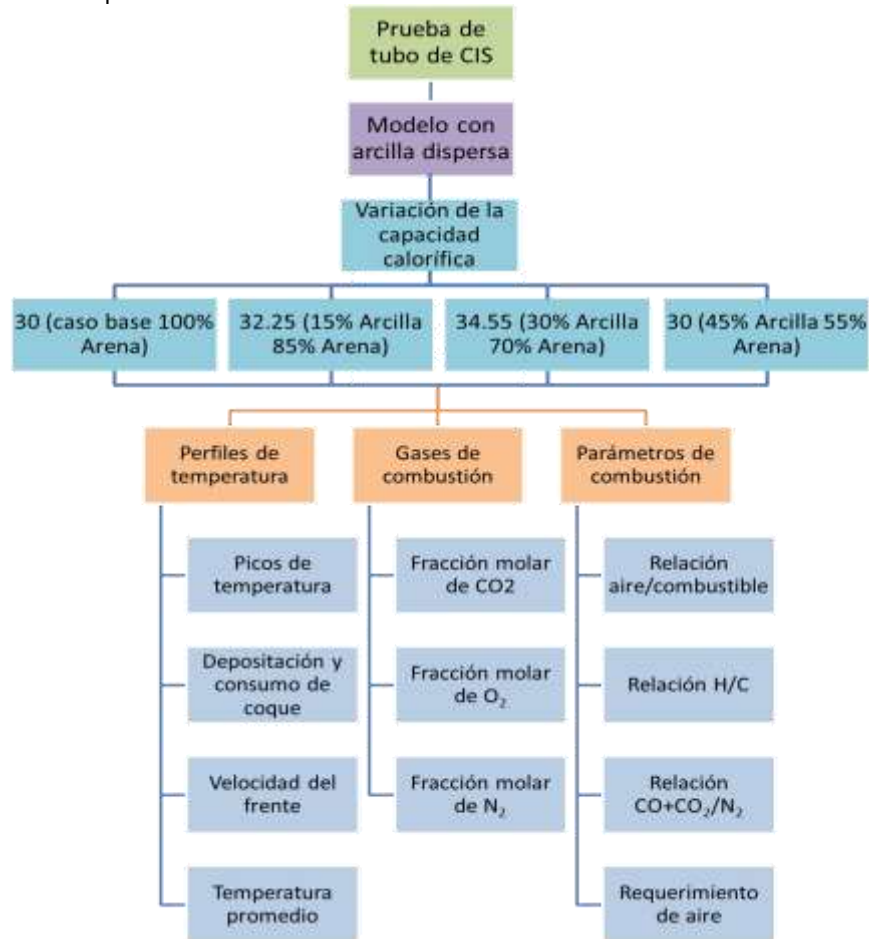 Prueba de
tubo de CIS
Modelo con
arcilla dispersa
Variación de la
capacidad
calorífica
30 (caso base 100%
Arena)
32.25 (15% Arcilla
85% Arena)
34.55 (30% Arcilla
70% Arena)
30 (45% Arcilla 55%
Arena)
Perfiles de
temperatura
Gases de
combustión
Parámetros de
combustión
Picos de
temperatura
Fracción molar
de CO2
Relación
aire/combustible
Depositación y
consumo de
coque
Fracción molar
de O₂
Relación H/C
Velocidad del
frente
Fracción molar
de N₂
Relación
CO+CO₂/N₂
Temperatura
promedio
Requerimiento
de aire